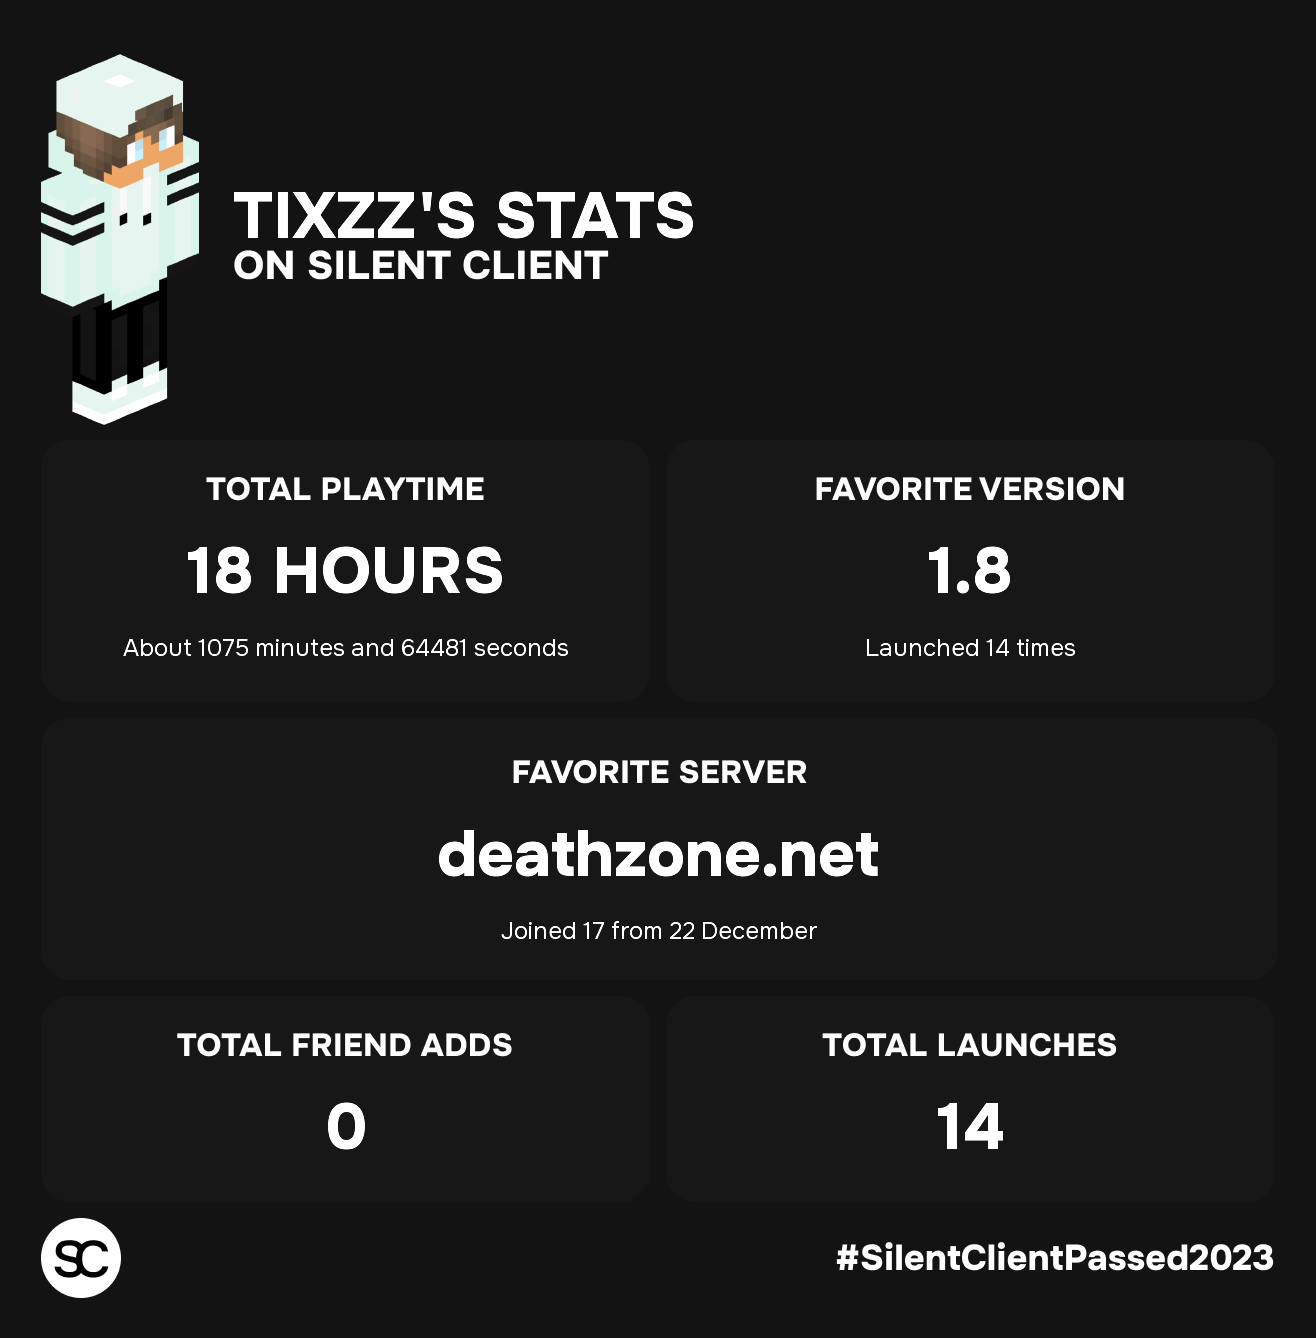 TIXZZ'S STATS
ON SILENT CLIENT
TOTAL PLAYTIME
18 HOURS
About 1075 minutes and 64481 seconds
FAVORITE VERSION
1.8
Launched 14 times
FAVORITE SERVER
deathzone.net
Joined 17 from 22 December
TOTAL FRIEND ADDS
0
TOTAL LAUNCHES
14
SC
#SilentClientPassed2023